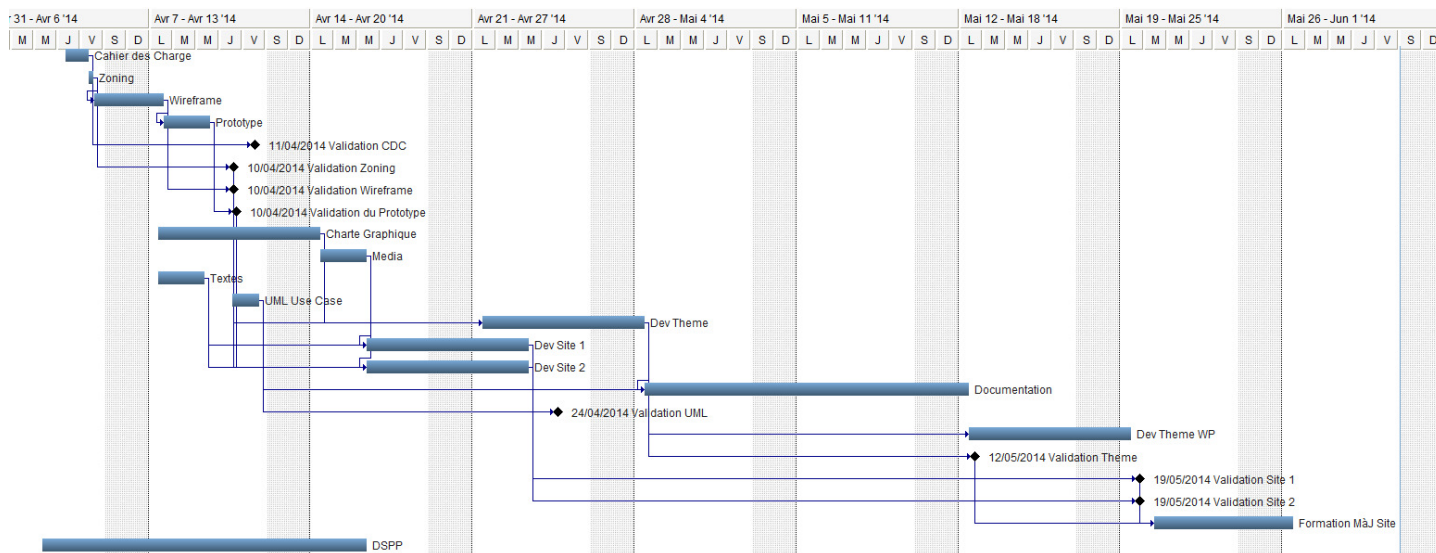 r 31 - Avr 6 '14 Avr 7 - Avr 13 '14 Avr 14 - Avr 20 '14 Avr 21 - Avr 27 '14 Avr 28 - Mai 4 '14 Mai 5 - Mai 11 '14 Mai 12 - Mai 18 '14 Mai 19 - Mai 25 '14 Mai 26 - Jun 1 '14
M M J V S D L M M J V S D L M M J V S D L M M J V S D L M M J V S D L M M J V S D L M M J V S D L M M J V S D L M M J V S D
Cahier des Charge
Zoning
Wireframe
Prototype
11/04/2014 Validation CDC
10/04/2014 Validation Zoning
10/04/2014 Validation Wireframe
10/04/2014 Validation du Prototype
Charte Graphique
Media
Textes
UML Use Case
Dev Theme
Dev Site 1
Dev Site 2
Documentation
24/04/2014 Validation UML
Dev Theme WP
12/05/2014 Validation Theme
19/05/2014 Validation Site 1
19/05/2014 Validation Site 2
Formation MàJ Site
DSPP